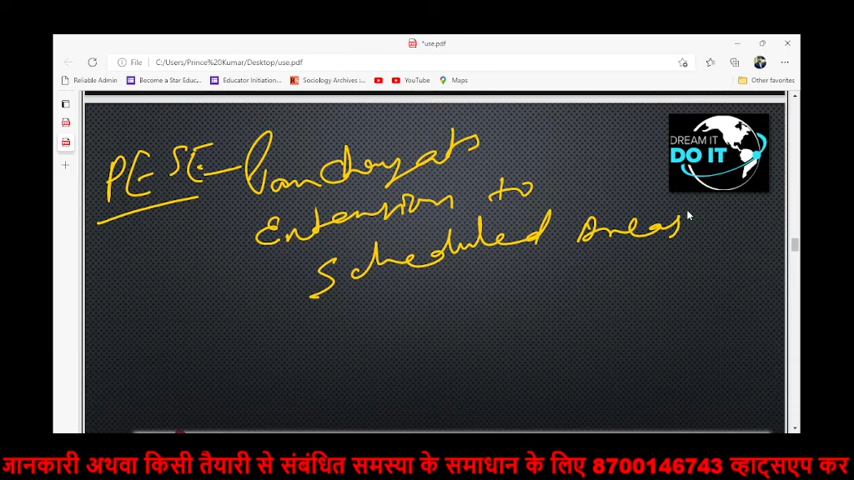 *use.pdf
File C:/Users/Prince%20Kumar/Desktop/use.pdf
Reliable Admin Become a Star Educ... Educator Initiation... Sociology Archives :... YouTube Maps Other favorites
DREAM IT
DO IT
PESE - Panchayats
Extension to
Scheduled Areas
जानकारी अथवा किसी तैयारी से संबंधित समस्या के समाधान के लिए 8700146743 व्हाट्सएप कर